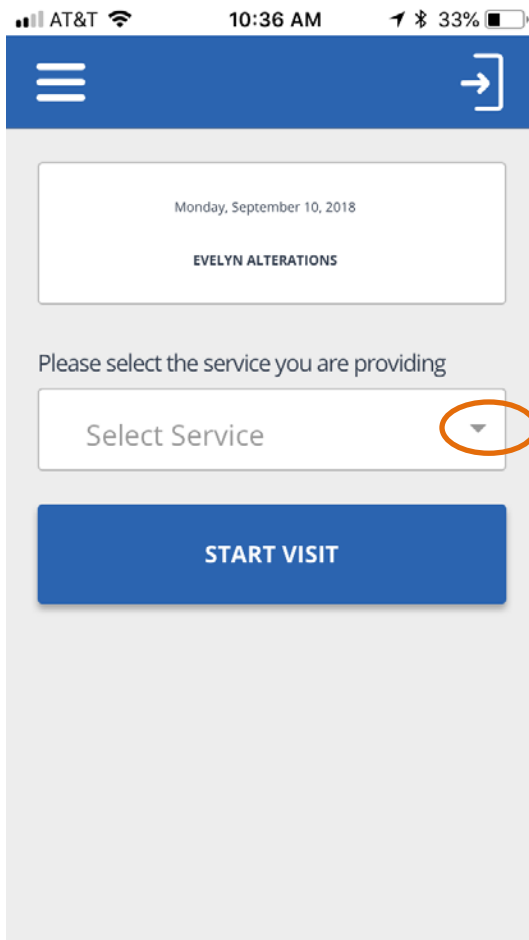 AT&T 10:36 AM 33%
Monday, September 10, 2018
EVELYN ALTERATIONS
Please select the service you are providing
Select Service
START VISIT